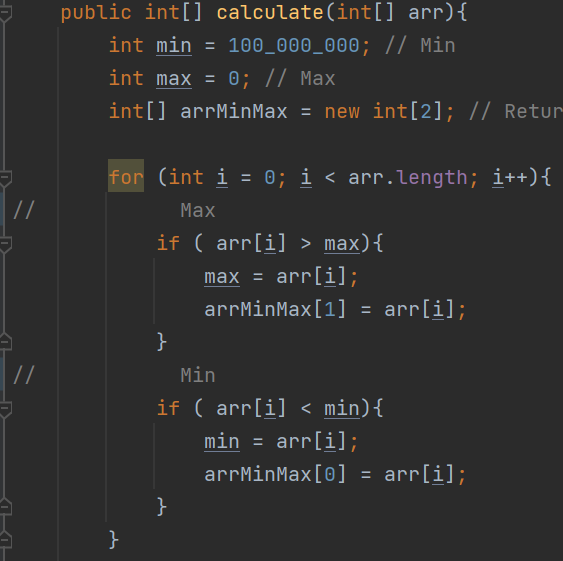 public int[] calculate(int[] arr){
int min = 100_000_000; // Min
int max = 0; // Max
int[] arrMinMax = new int[2]; //
for (int i = 0; i < arr.length; i++){
// Max
if ( arr[i] > max){
max = arr[i];
arrMinMax[1] = arr[i];
}
// Min
if ( arr[i] < min){
min = arr[i];
arrMinMax[0] = arr[i];
}
}